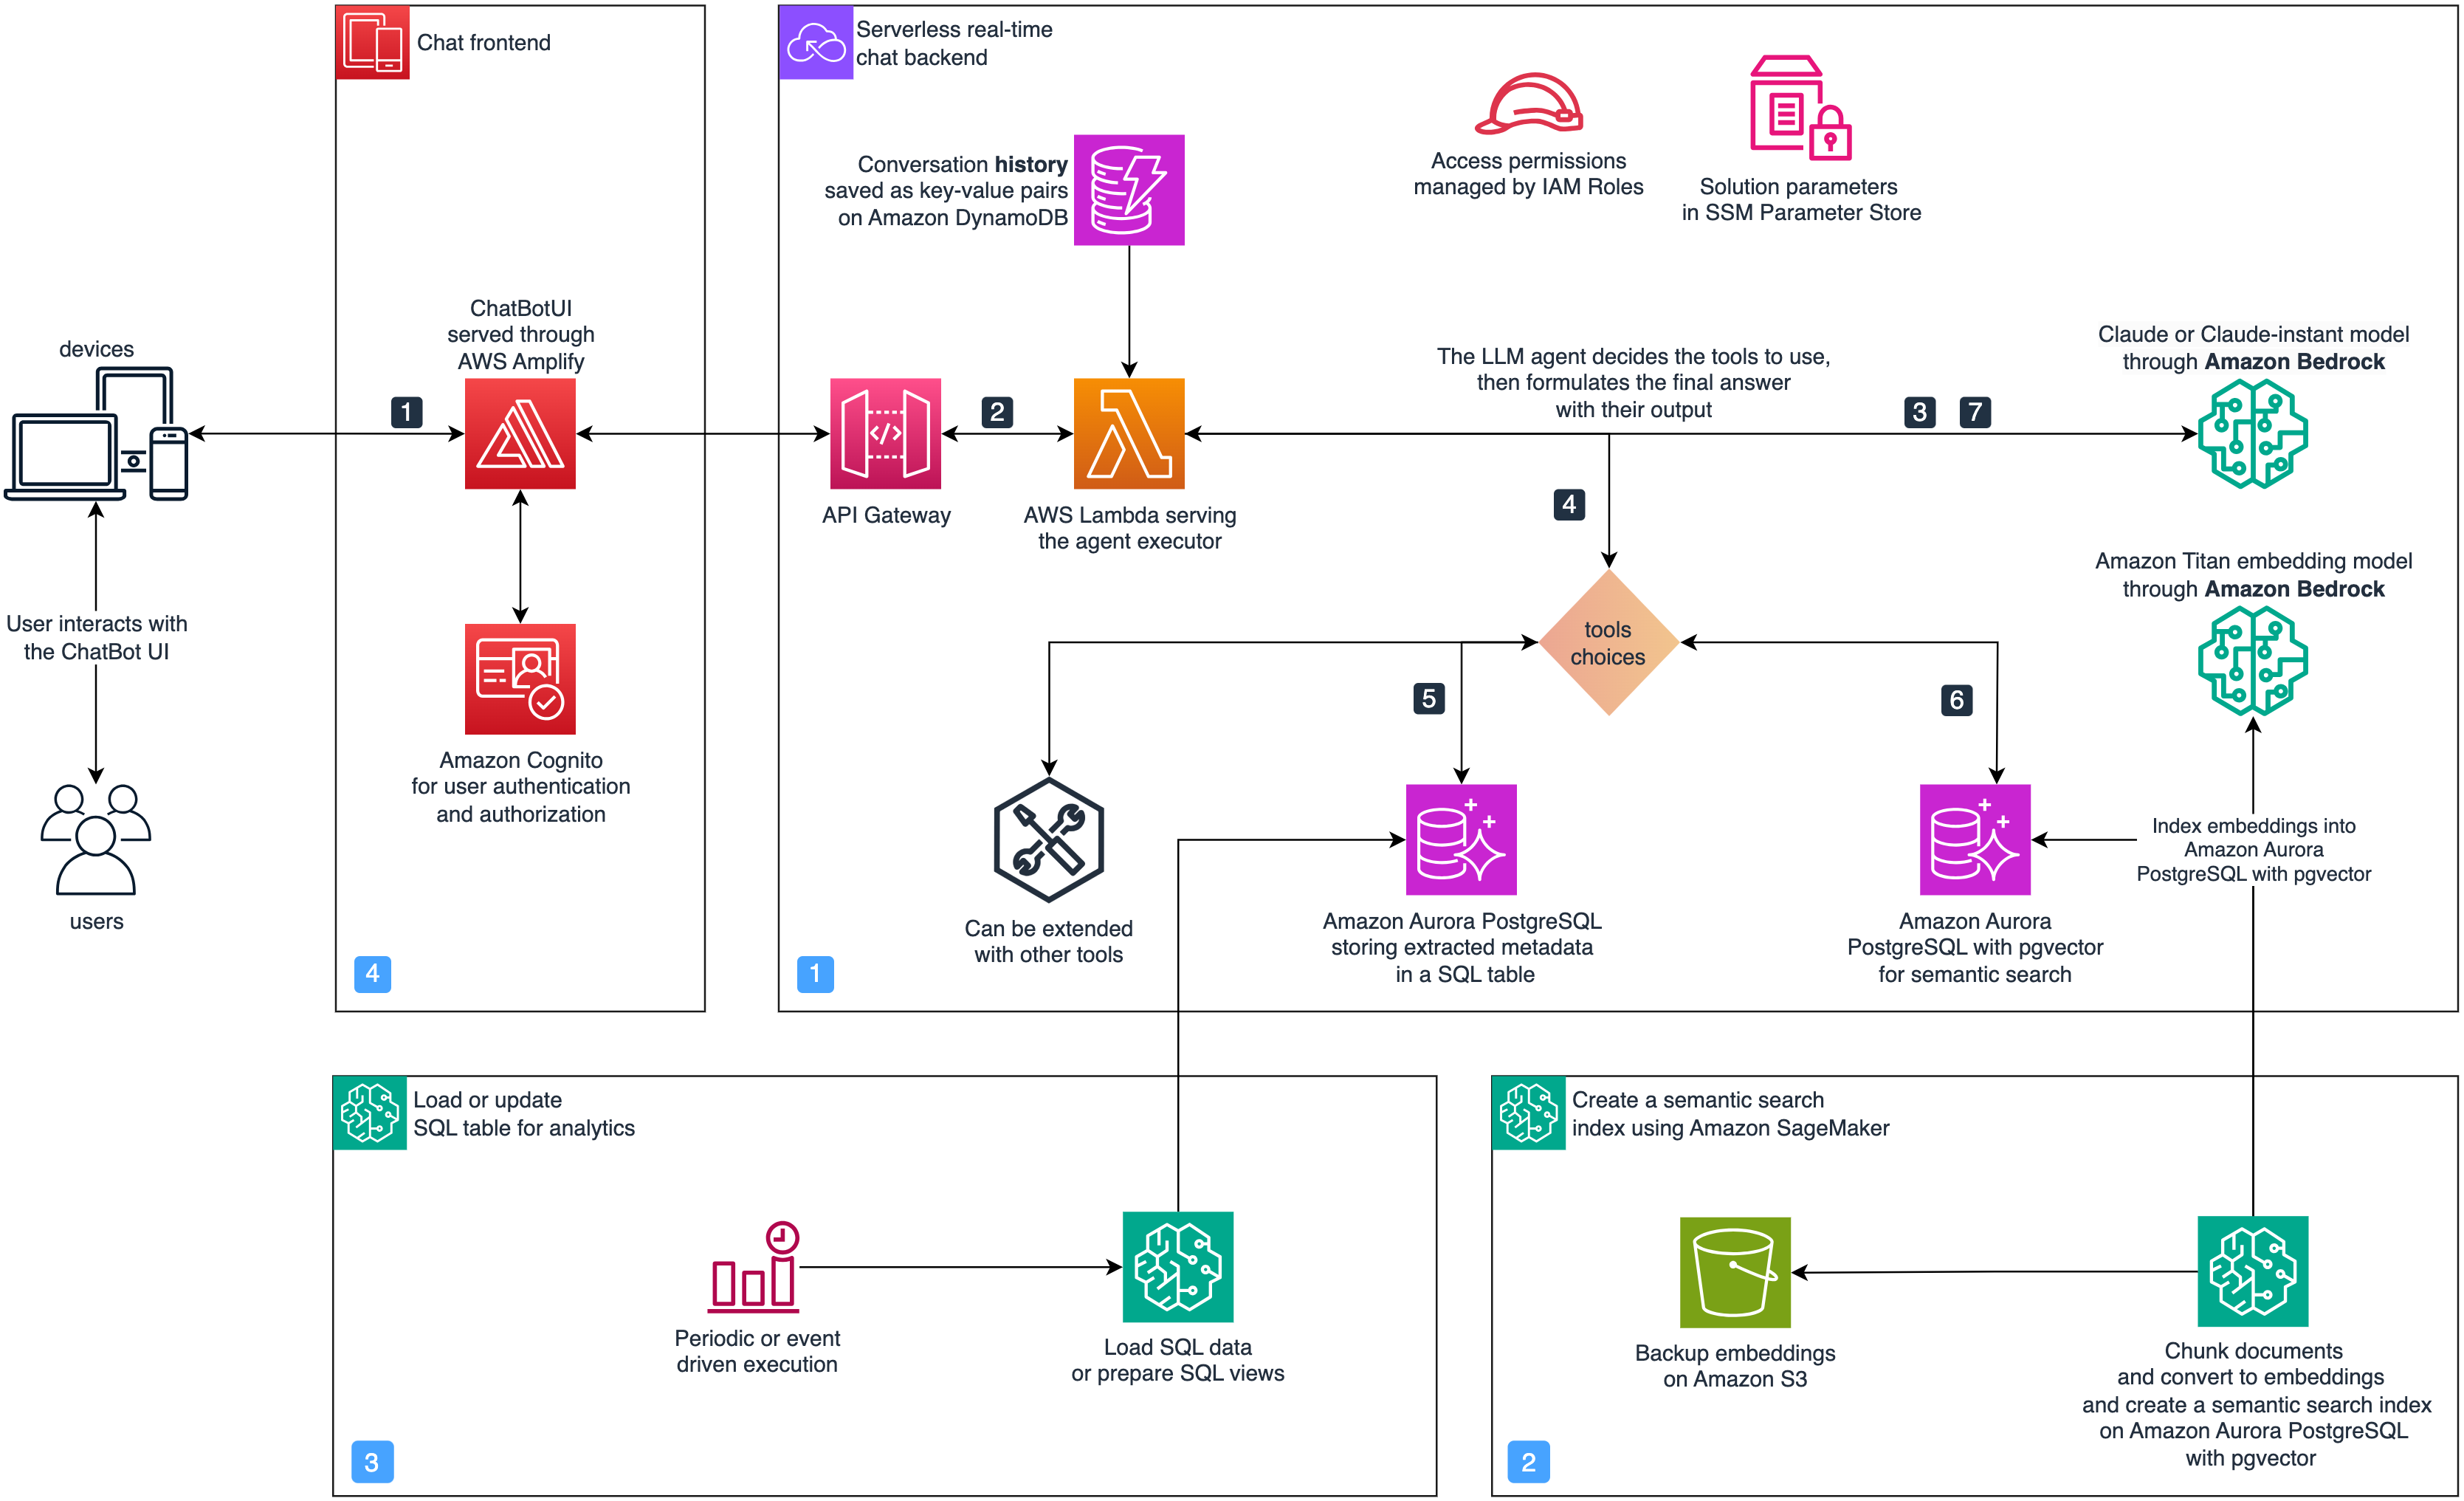 Chat frontend
Serverless real-time
chat backend
Access permissions
managed by IAM Roles
Solution parameters
in SSM Parameter Store
Conversation history
saved as key-value pairs
on Amazon DynamoDB
devices
ChatBotUI
served through
AWS Amplify
The LLM agent decides the tools to use,
then formulates the final answer
with their output
Claude or Claude-instant model
through Amazon Bedrock
1
2
3
7
API Gateway
AWS Lambda serving
the agent executor
4
User interacts with
the ChatBot UI
tools
choices
Amazon Titan embedding model
through Amazon Bedrock
5
6
Amazon Cognito
for user authentication
and authorization
Index embeddings into
Amazon Aurora
PostgreSQL with pgvector
users
Can be extended
with other tools
Amazon Aurora PostgreSQL
storing extracted metadata
in a SQL table
Amazon Aurora
PostgreSQL with pgvector
for semantic search
4
1
Load or update
SQL table for analytics
Create a semantic search
index using Amazon SageMaker
Periodic or event
driven execution
Load SQL data
or prepare SQL views
Backup embeddings
on Amazon S3
Chunk documents
and convert to embeddings
and create a semantic search index
on Amazon Aurora PostgreSQL
with pgvector
3
2